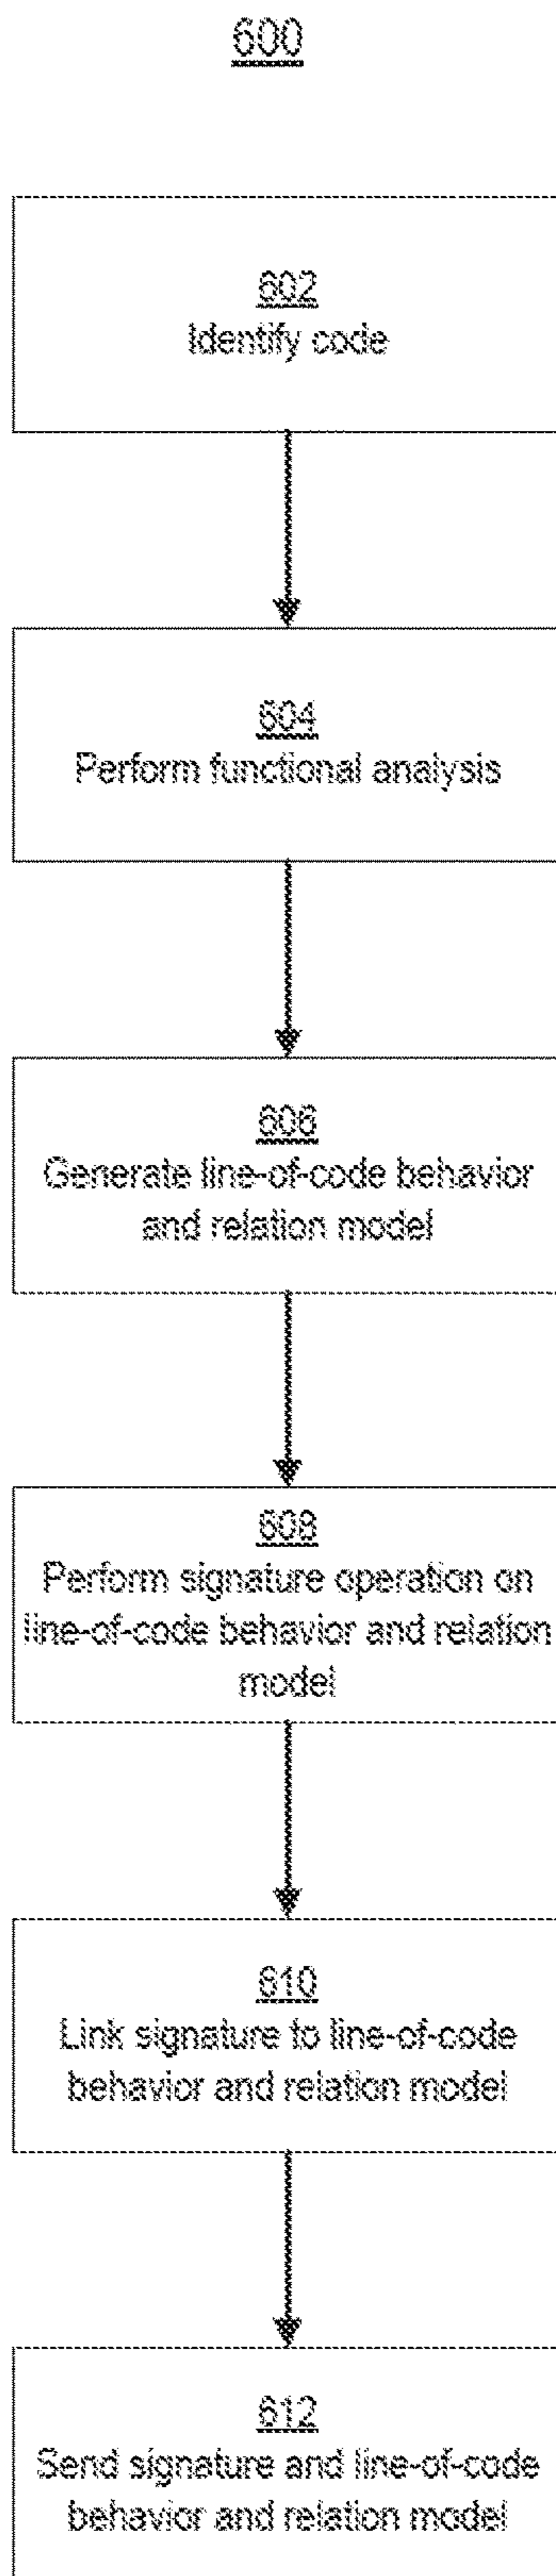 600
602
Identify code
604
Perform functional analysis
606
Generate line-of-code behavior
and relation model
608
Perform signature operation on
line-of-code behavior and relation
model
610
Link signature to line-of-code
behavior and relation model
612
Send signature and line-of-code
behavior and relation model